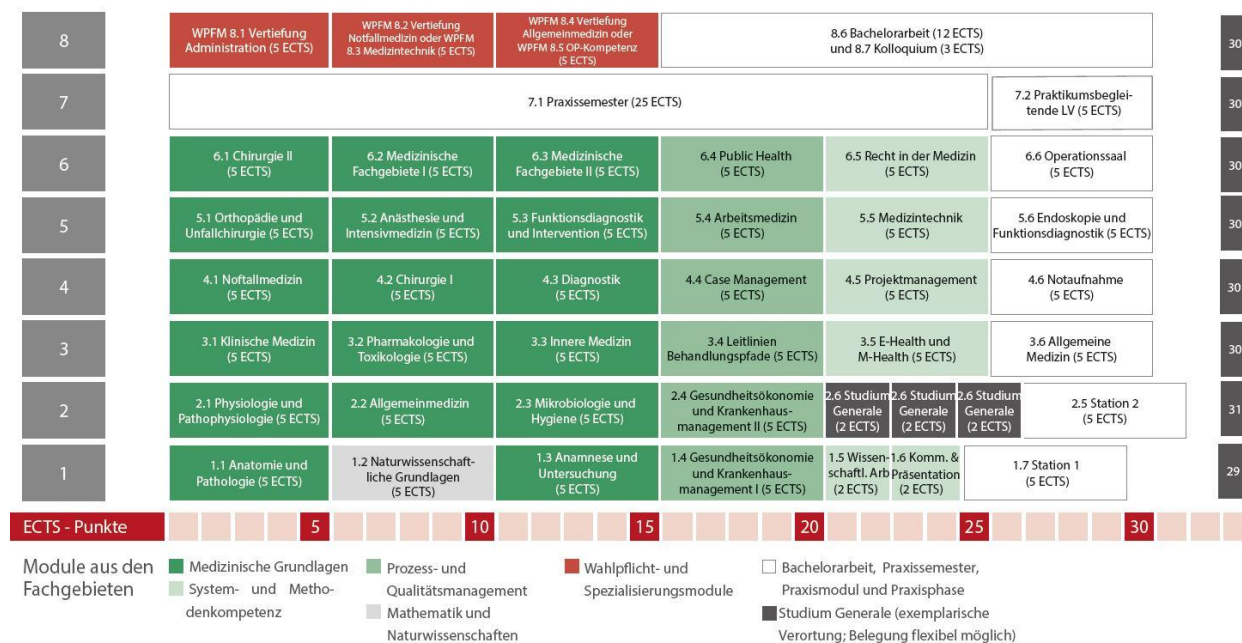 8
WPFM 8.1 Vertiefung
Administration (5 ECTS)
WPFM 8.2 Vertiefung
Notfallmedizin oder WPFM
8.3 Medizintechnik (5 ECTS)
WPFM 8.4 Vertiefung
Allgemeinmedizin oder
WPFM 8.5 OP-Kompetenz
(5 ECTS)
8.6 Bachelorarbeit (12 ECTS)
und 8.7 Kolloquium (3 ECTS)
30
7
7.1 Praxissemester (25 ECTS)
7.2 Praktikumsbeglei-
tende LV (5 ECTS)
30
6
6.1 Chirurgie II
(5 ECTS)
6.2 Medizinische
Fachgebiete I (5 ECTS)
6.3 Medizinische
Fachgebiete II (5 ECTS)
6.4 Public Health
(5 ECTS)
6.5 Recht in der Medizin
(5 ECTS)
6.6 Operationssaal
(5 ECTS)
30
5
5.1 Orthopädie und
Unfallchirurgie (5 ECTS)
5.2 Anästhesie und
Intensivmedizin (5 ECTS)
5.3 Funktionsdiagnostik
und Intervention (5 ECTS)
5.4 Arbeitsmedizin
(5 ECTS)
5.5 Medizintechnik
(5 ECTS)
5.6 Endoskopie und
Funktionsdiagnostik (5 ECTS)
30
4
4.1 Noftallmedizin
(5 ECTS)
4.2 Chirurgie I
(5 ECTS)
4.3 Diagnostik
(5 ECTS)
4.4 Case Management
(5 ECTS)
4.5 Projektmanagement
(5 ECTS)
4.6 Notaufnahme
(5 ECTS)
30
3
3.1 Klinische Medizin
(5 ECTS)
3.2 Pharmakologie und
Toxikologie (5 ECTS)
3.3 Innere Medizin
(5 ECTS)
3.4 Leitlinien
Behandlungspfade (5 ECTS)
3.5 E-Health und
M-Health (5 ECTS)
3.6 Allgemeine
Medizin (5 ECTS)
30
2
2.1 Physiologie und
Pathophysiologie (5 ECTS)
2.2 Allgemeinmedizin
(5 ECTS)
2.3 Mikrobiologie und
Hygiene (5 ECTS)
2.4 Gesundheitsökonomie
und Krankenhaus-
management II (5 ECTS)
2.6 Studium
Generale
(2 ECTS)
2.6 Studium
Generale
(2 ECTS)
2.6 Studium
Generale
(2 ECTS)
2.5 Station 2
(5 ECTS)
31
1
1.1 Anatomie und
Pathologie (5 ECTS)
1.2 Naturwissenschaft-
liche Grundlagen
(5 ECTS)
1.3 Anamnese und
Untersuchung
(5 ECTS)
1.4 Gesundheitsökonomie
und Krankenhaus-
management I (5 ECTS)
1.5 Wissen-
schaftl. Arb
(2 ECTS)
1.6 Komm. &
Präsentation
(2 ECTS)
1.7 Station 1
(5 ECTS)
29
ECTS - Punkte
5
10
15
20
25
30
Module aus den
Fachgebieten
Medizinische Grundlagen
System- und Metho-
denkompetenz
Prozess- und
Qualitätsmanagement
Mathematik und
Naturwissenschaften
Wahlpflicht- und
Spezialisierungsmodule
Bachelorarbeit, Praxissemester,
Praxismodul und Praxisphase
Studium Generale (exemplarische
Verortung; Belegung flexibel möglich)